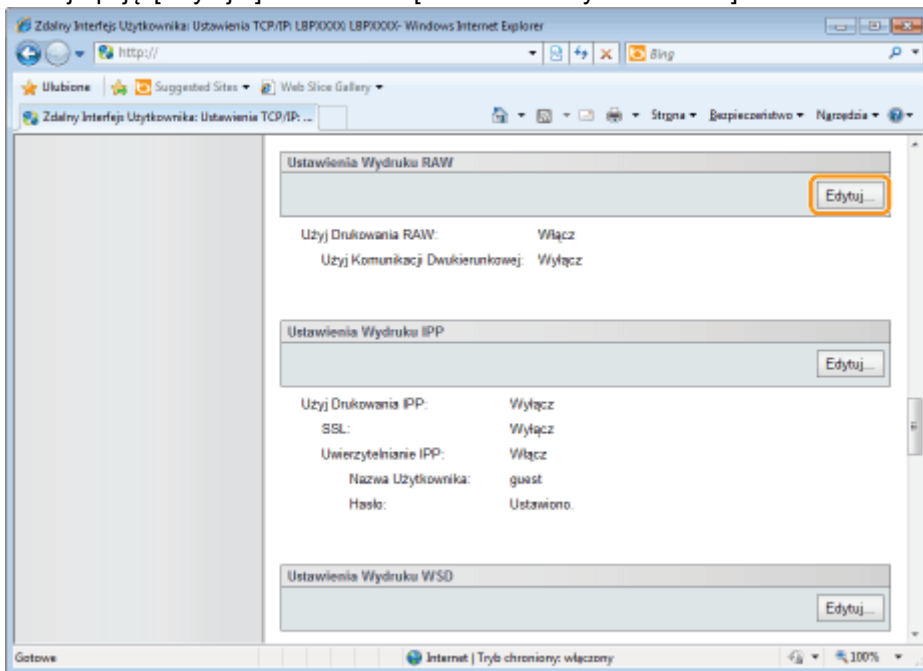 Zdalny Interfejs Użytkownika: Ustawienia TCP/IP: LBPXXXX: LBPXXXX- Windows Internet Explorer
http://
Bing
Ulubione Suggested Sites Web Slice Gallery
Zdalny Interfejs Użytkownika: Ustawienia TCP/IP: ...
Strona Bezpieczeństwo Narzędzia
Ustawienia Wydruku RAW
Edytuj...
Użyj Drukowania RAW: Włącz
Użyj Komunikacji Dwukierunkowej: Wyłącz
Ustawienia Wydruku IPP
Edytuj...
Użyj Drukowania IPP: Wyłącz
SSL: Wyłącz
Uwierzytelnianie IPP: Włącz
Nazwa Użytkownika: guest
Hasło: Ustawiono.
Ustawienia Wydruku WSD
Edytuj...
Gotowe Internet | Tryb chroniony: włączony 100%